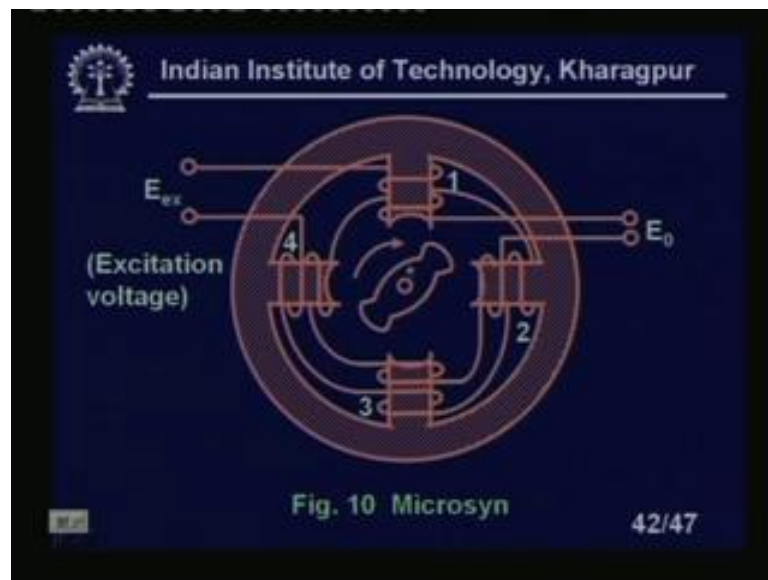 Indian Institute of Technology, Kharagpur
1
Eex
E0
4
(Excitation
voltage)
2
3
Fig. 10 Microsyn
42/47